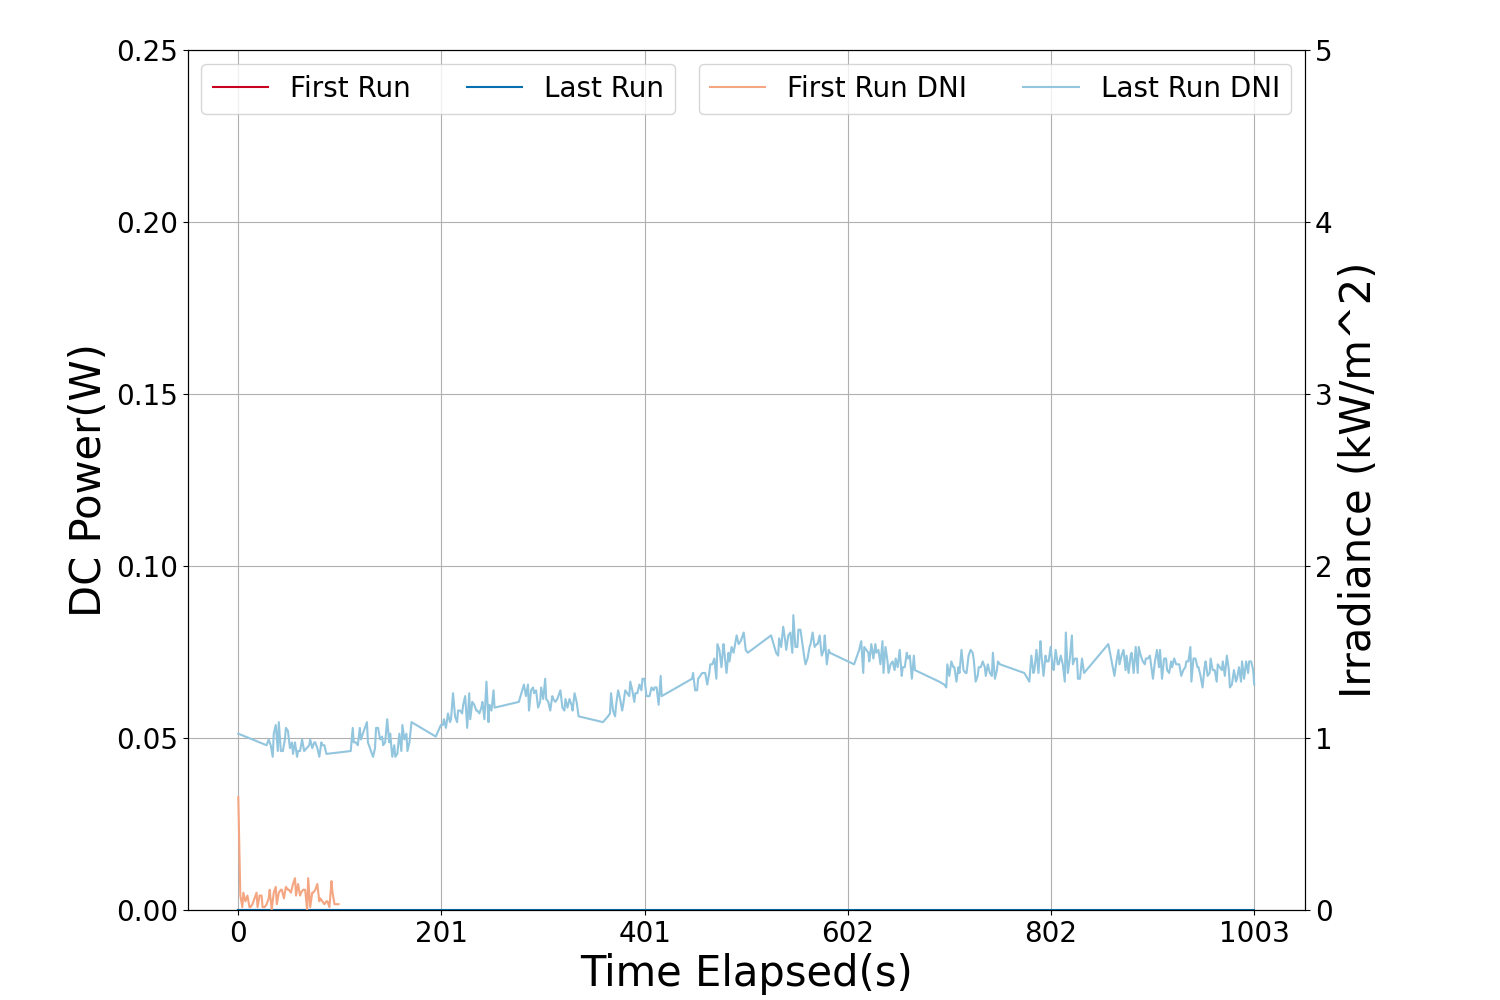 First Run
Last Run
First Run DNI
Last Run DNI
DC Power(W)
0.25
0.20
0.15
0.10
0.05
0.00
5
4
3
2
1
0
Irradiance (kW/m^2)
0
201
401
602
802
1003
Time Elapsed(s)